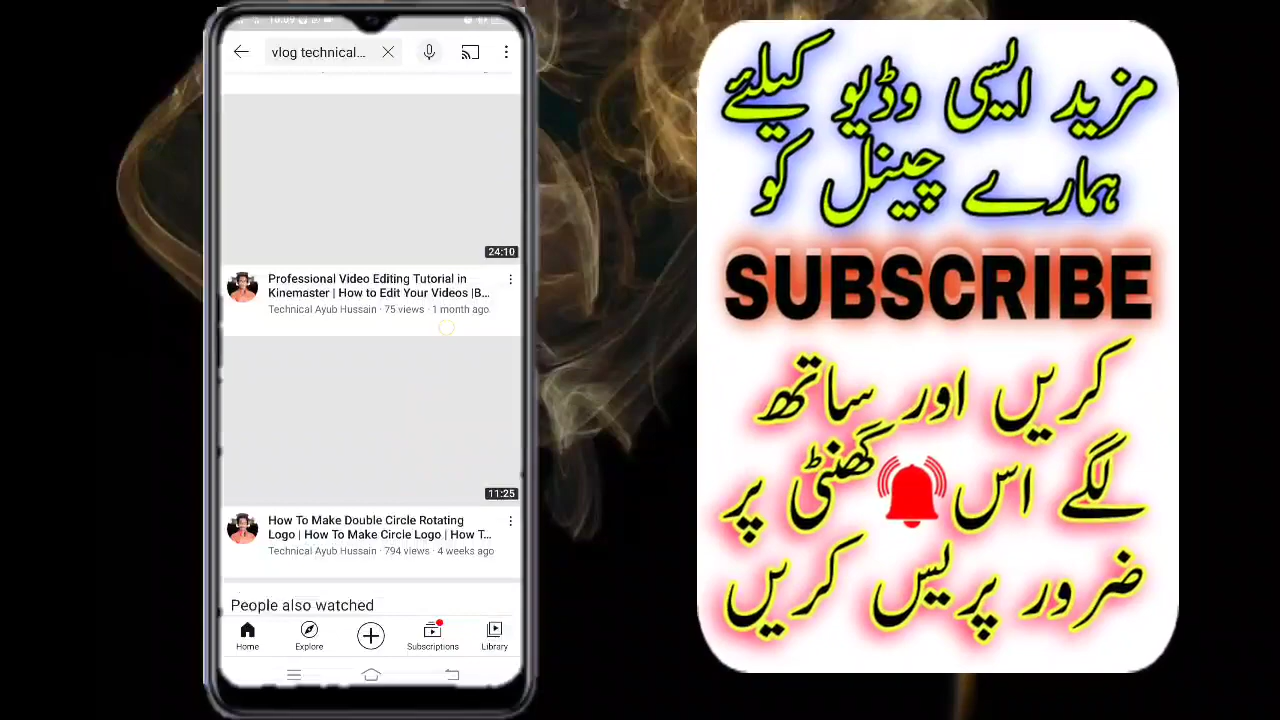 vlog technical...
24:10
Professional Video Editing Tutorial in
Kinemaster | How to Edit Your Videos |B...
Technical Ayub Hussain · 75 views · 1 month ago
11:25
How To Make Double Circle Rotating
Logo | How To Make Circle Logo | How T...
Technical Ayub Hussain · 794 views · 4 weeks ago
People also watched
Home
Explore
Subscriptions
Library
مزید ایسی وڈیو کیلئے
ہمارے چینل کو
SUBSCRIBE
کریں اور ساتھ
لگے اس گھنٹی پر
ضرور پریس کریں